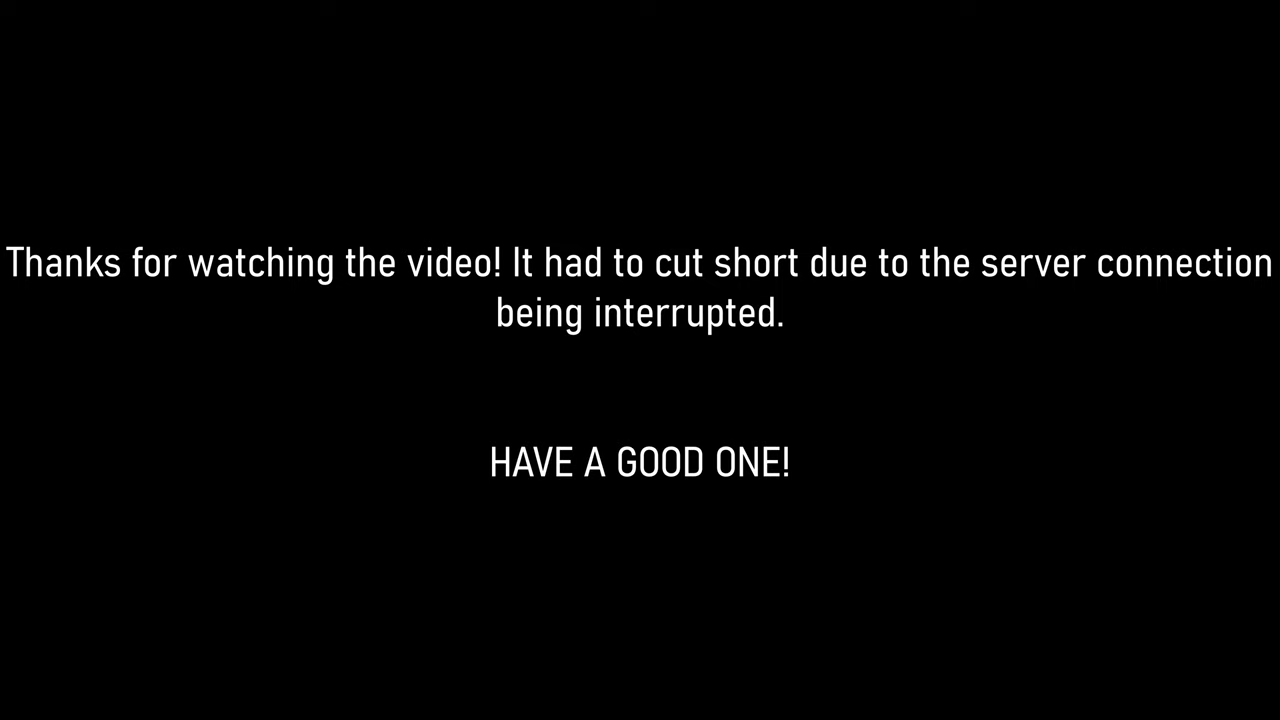 Thanks for watching the video! It had to cut short due to the server connection
being interrupted.
HAVE A GOOD ONE!